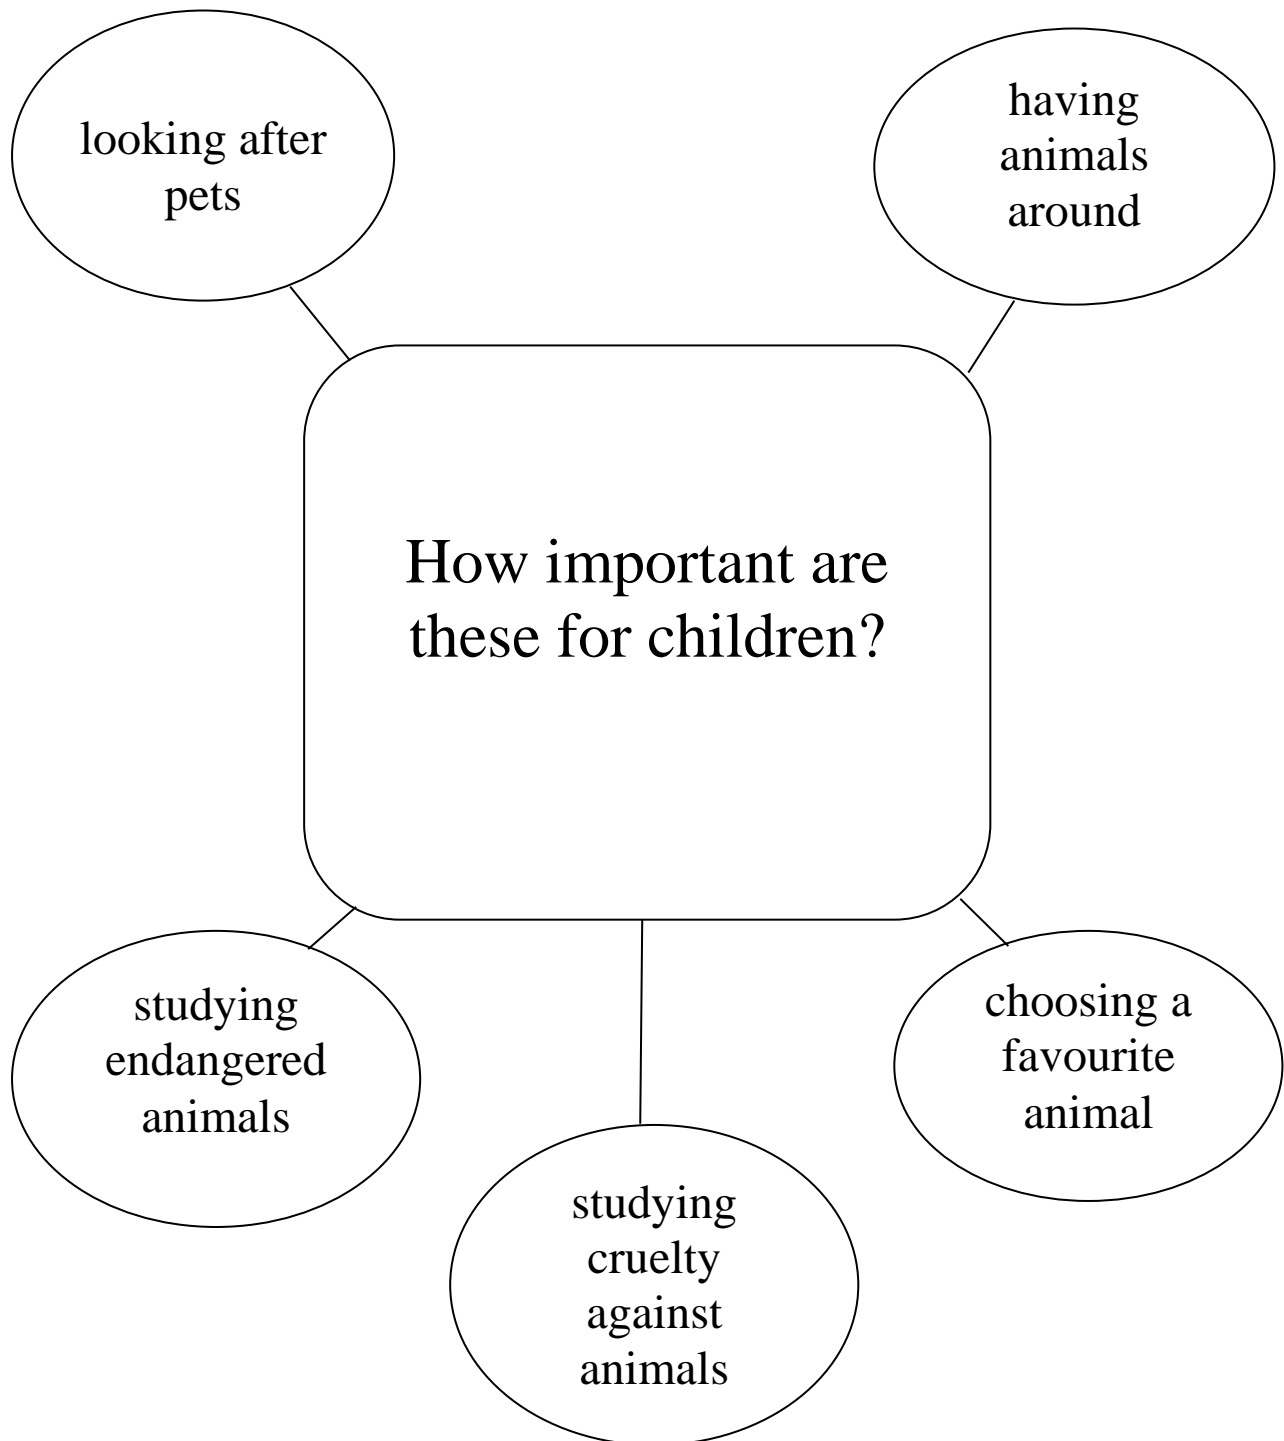 looking after
pets
having
animals
around
How important are
these for children?
studying
endangered
animals
choosing a
favourite
animal
studying
cruelty
against
animals